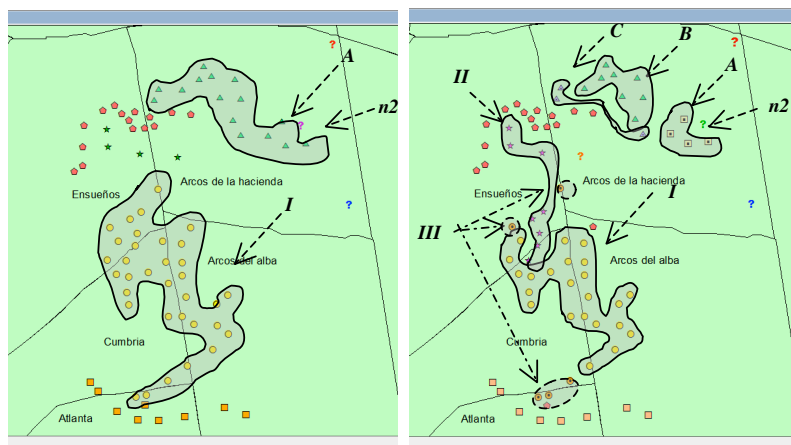 ?
A
n2
?
Ensueños
Arcos de la hacienda
?
I
Arcos del alba
Cumbria
Atlanta
C
B
?
II
A
n2
?
?
Ensueños
Arcos de la hacienda
I
?
III
Arcos del alba
Cumbria
Atlanta